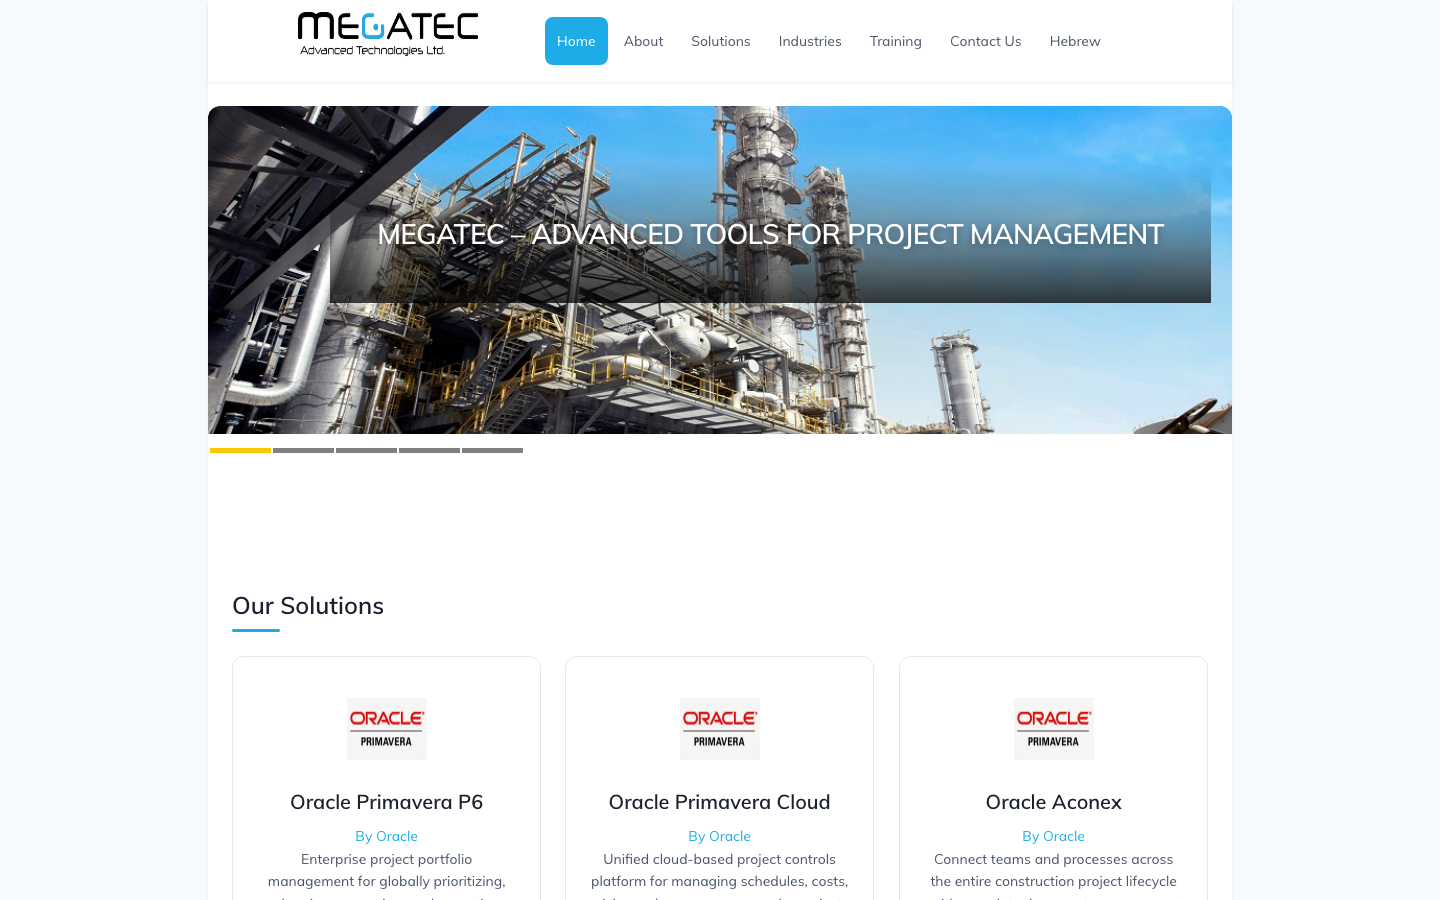 MEGATEC
Advanced Technologies Ltd.
Home
About
Solutions
Industries
Training
Contact Us
Hebrew
MEGATEC – ADVANCED TOOLS FOR PROJECT MANAGEMENT
Our Solutions
ORACLE
PRIMAVERA
Oracle Primavera P6
By Oracle
Enterprise project portfolio
management for globally prioritizing,
ORACLE
PRIMAVERA
Oracle Primavera Cloud
By Oracle
Unified cloud-based project controls
platform for managing schedules, costs,
ORACLE
PRIMAVERA
Oracle Aconex
By Oracle
Connect teams and processes across
the entire construction project lifecycle